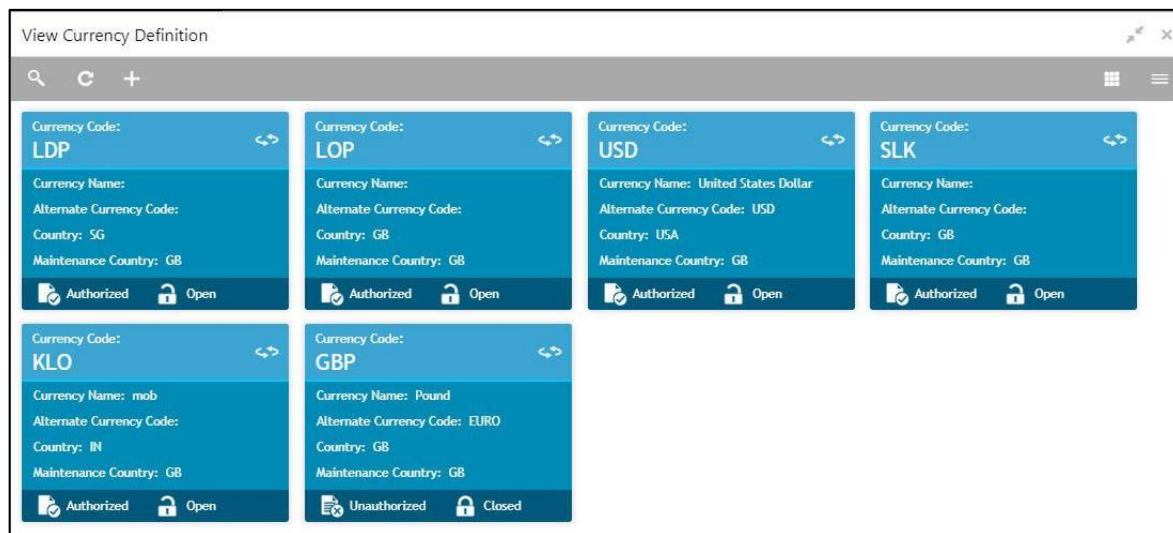 View Currency Definition
Currency Code:
LDP
Currency Name:
Alternate Currency Code:
Country: SG
Maintenance Country: GB
Authorized Open
Currency Code:
LOP
Currency Name:
Alternate Currency Code:
Country: GB
Maintenance Country: GB
Authorized Open
Currency Code:
USD
Currency Name: United States Dollar
Alternate Currency Code: USD
Country: USA
Maintenance Country: GB
Authorized Open
Currency Code:
SLK
Currency Name:
Alternate Currency Code:
Country: GB
Maintenance Country: GB
Authorized Open
Currency Code:
KLO
Currency Name: mob
Alternate Currency Code:
Country: IN
Maintenance Country: GB
Authorized Open
Currency Code:
GBP
Currency Name: Pound
Alternate Currency Code: EURO
Country: GB
Maintenance Country: GB
Unauthorized Closed